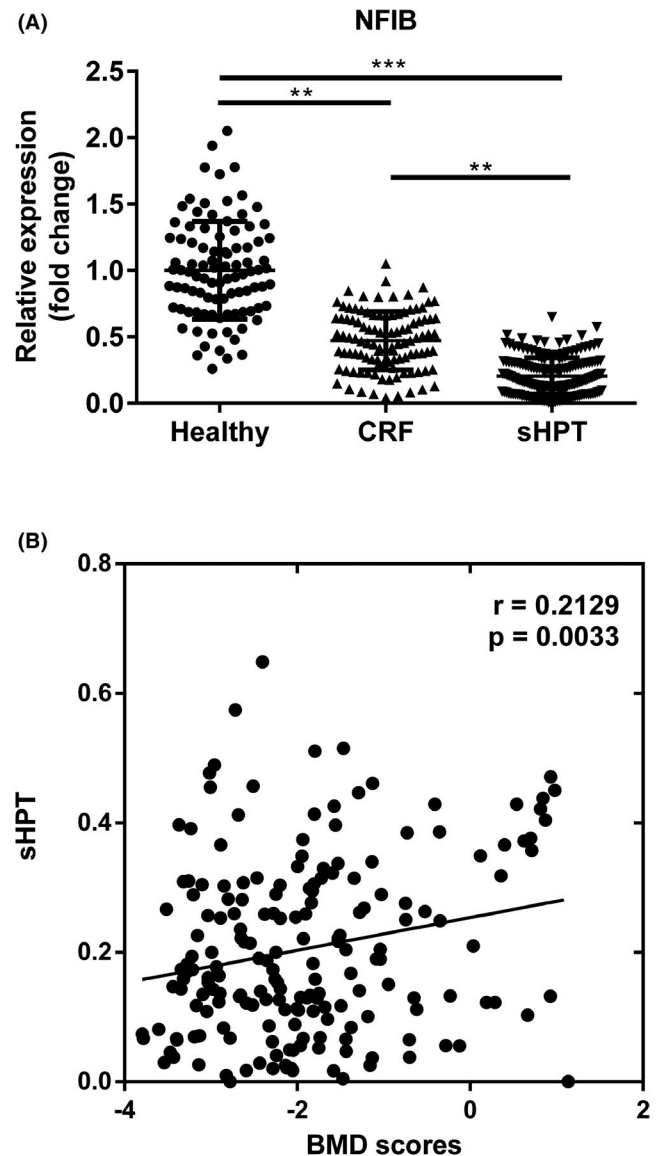 (A)
NFIB
***
**
**
Relative expression
(fold change)
2.5
2.0
1.5
1.0
0.5
0.0
Healthy
CRF
sHPT
(B)
r = 0.2129
p = 0.0033
sHPT
0.8
0.6
0.4
0.2
0.0
-4
-2
0
2
BMD scores